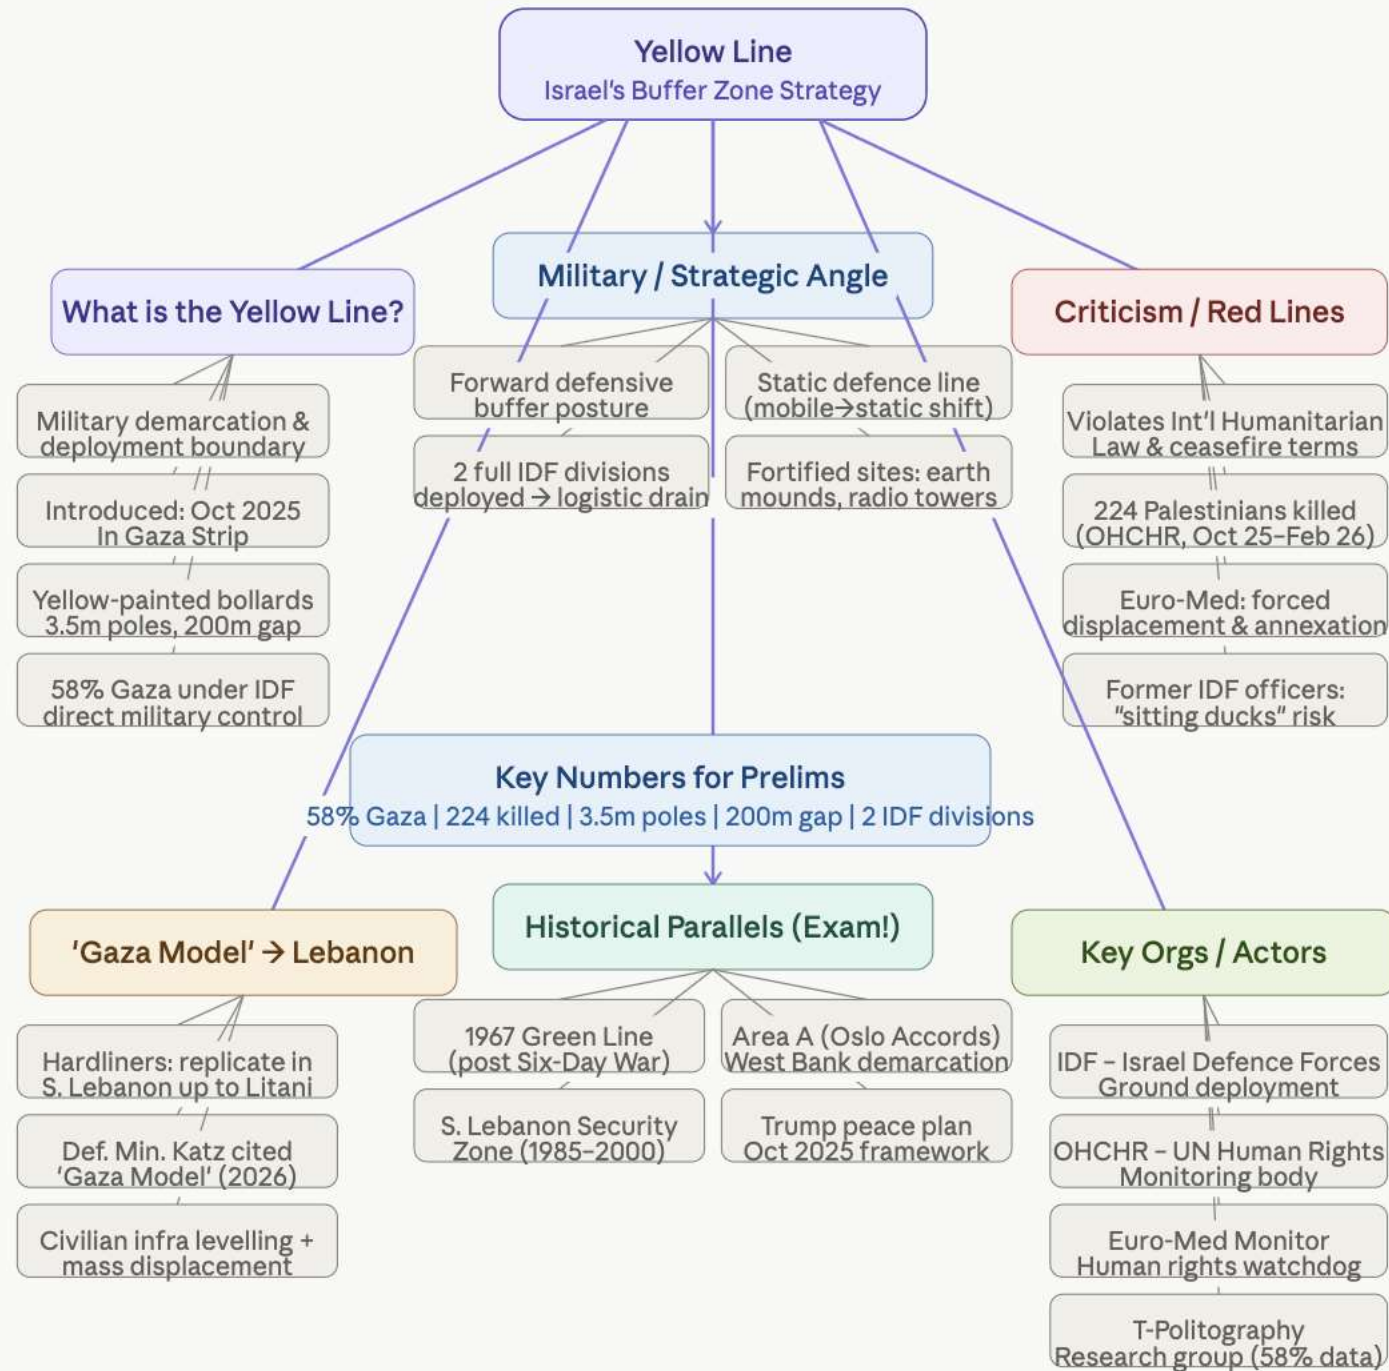 Yellow Line
Israel's Buffer Zone Strategy
What is the Yellow Line?
Military demarcation &
deployment boundary
Introduced: Oct 2025
In Gaza Strip
Yellow-painted bollards
3.5m poles, 200m gap
58% Gaza under IDF
direct military control
Military / Strategic Angle
Forward defensive
buffer posture
Static defence line
(mobile→static shift)
2 full IDF divisions
deployed → logistic drain
Fortified sites: earth
mounds, radio towers
Criticism / Red Lines
Violates Int'l Humanitarian
Law & ceasefire terms
224 Palestinians killed
(OHCHR, Oct 25–Feb 26)
Euro-Med: forced
displacement & annexation
Former IDF officers:
"sitting ducks" risk
Key Numbers for Prelims
58% Gaza | 224 killed | 3.5m poles | 200m gap | 2 IDF divisions
'Gaza Model' → Lebanon
Hardliners: replicate in
S. Lebanon up to Litani
Def. Min. Katz cited
'Gaza Model' (2026)
Civilian infra levelling +
mass displacement
Historical Parallels (Exam!)
1967 Green Line
(post Six-Day War)
Area A (Oslo Accords)
West Bank demarcation
S. Lebanon Security
Zone (1985–2000)
Trump peace plan
Oct 2025 framework
Key Orgs / Actors
IDF – Israel Defence Forces
Ground deployment
OHCHR – UN Human Rights
Monitoring body
Euro-Med Monitor
Human rights watchdog
T-Politography
Research group (58% data)